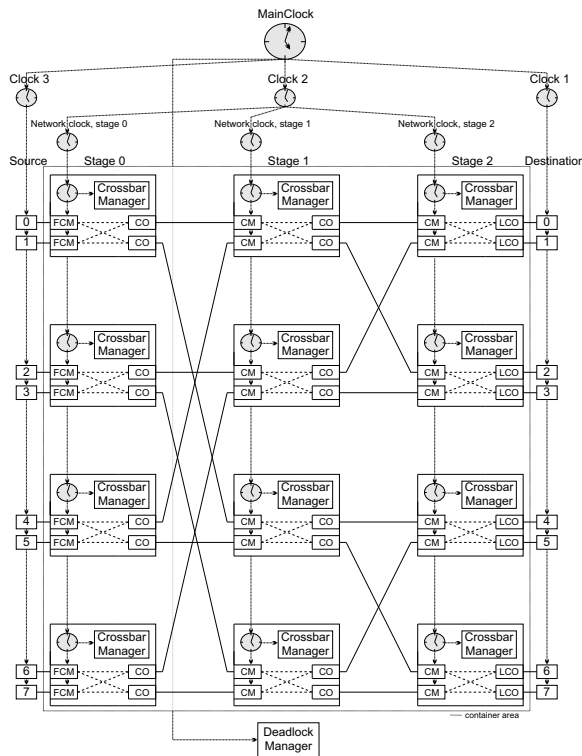 MainClock
Clock 3 Clock 2 Clock 1
Network clock, stage 0 Network clock, stage 1 Network clock, stage 2
Source Stage 0 Stage 1 Stage 2 Destination
Crossbar Manager Crossbar Manager Crossbar Manager
0 FCM CO CM CO CM LCO 0
1 FCM CO CM CO CM LCO 1
Crossbar Manager Crossbar Manager Crossbar Manager
2 FCM CO CM CO CM LCO 2
3 FCM CO CM CO CM LCO 3
Crossbar Manager Crossbar Manager Crossbar Manager
4 FCM CO CM CO CM LCO 4
5 FCM CO CM CO CM LCO 5
Crossbar Manager Crossbar Manager Crossbar Manager
6 FCM CO CM CO CM LCO 6
7 FCM CO CM CO CM LCO 7
container area
Deadlock
Manager